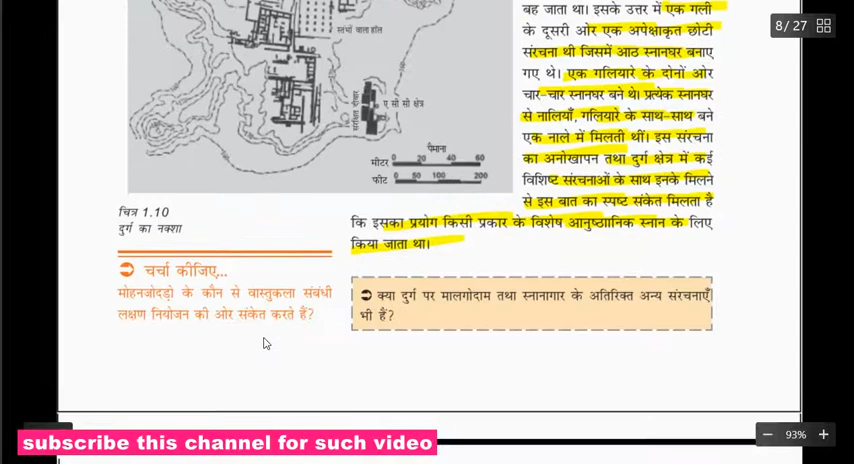 8 / 27
स्तंभों वाला हॉल
संरक्षित दीवार
ए सी सी क्षेत्र
पैमाना
मीटर 0 20 40 60
फीट 0 50 100 200
चित्र 1.10
दुर्ग का नक्शा
बह जाता था। इसके उत्तर में एक गली
के दूसरी ओर एक अपेक्षाकृत छोटी
संरचना थी जिसमें आठ स्नानघर बनाए
गए थे। एक गलियारे के दोनों ओर
चार-चार स्नानघर बने थे। प्रत्येक स्नानघर
से नालियाँ, गलियारे के साथ-साथ बने
एक नाले में मिलती थीं। इस संरचना
का अनोखापन तथा दुर्ग क्षेत्र में कई
विशिष्ट संरचनाओं के साथ इनके मिलने
से इस बात का स्पष्ट संकेत मिलता है
कि इसका प्रयोग किसी प्रकार के विशेष आनुष्ठानिक स्नान के लिए
किया जाता था।
चर्चा कीजिए...
मोहनजोदड़ो के कौन से वास्तुकला संबंधी
लक्षण नियोजन की ओर संकेत करते हैं?
क्या दुर्ग पर मालगोदाम तथा स्नानागार के अतिरिक्त अन्य संरचनाएँ
भी हैं?
subscribe this channel for such video
93%